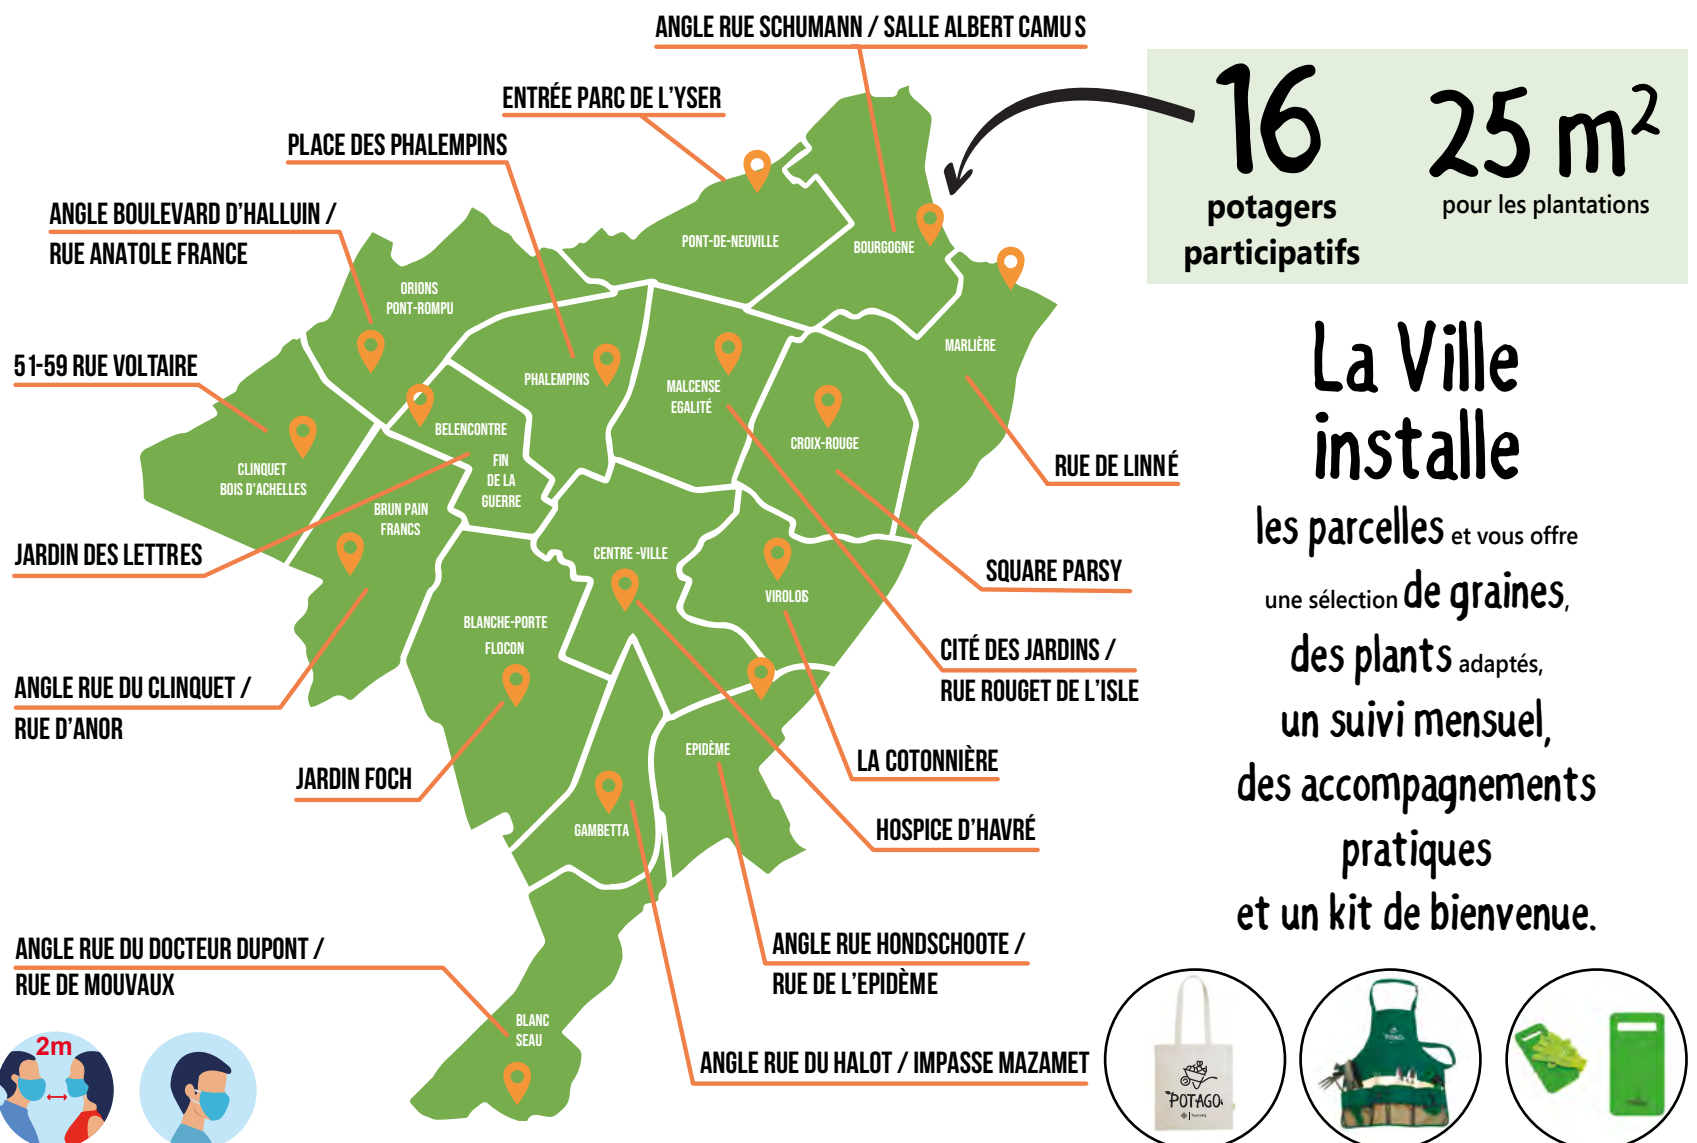 ANGLE RUE SCHUMANN / SALLE ALBERT CAMUS
ENTRÉE PARC DE L'YSER
PLACE DES PHALEMPINS
ANGLE BOULEVARD D'HALLUIN /
RUE ANATOLE FRANCE
51-59 RUE VOLTAIRE
JARDIN DES LETTRES
ANGLE RUE DU CLINQUET /
RUE D'ANOR
JARDIN FOCH
ANGLE RUE DU DOCTEUR DUPONT /
RUE DE MOUVAUX
2m
PONT-DE-NEUVILLE
BOURGOGNE
ORIONS
PONT-ROMPU
MARLIÈRE
PHALEMPINS
MALCENSE
EGALITÉ
BELENCONTRE
FIN
DE LA
GUERRE
CROIX-ROUGE
CLINQUET
BOIS D'ACHELLES
BRUN PAIN
FRANCS
CENTRE -VILLE
VIROLOIS
BLANCHE-PORTE
FLOCON
EPIDÈME
GAMBETTA
BLANC
SEAU
RUE DE LINNÉ
SQUARE PARSY
CITÉ DES JARDINS /
RUE ROUGET DE L'ISLE
LA COTONNIÈRE
HOSPICE D'HAVRÉ
ANGLE RUE HONDSCHOOTE /
RUE DE L'EPIDÈME
ANGLE RUE DU HALOT / IMPASSE MAZAMET
16
potagers
participatifs
25 m²
pour les plantations
La Ville
installe
les parcelles et vous offre
une sélection de graines,
des plants adaptés,
un suivi mensuel,
des accompagnements
pratiques
et un kit de bienvenue.
POTAGO
POTAGO